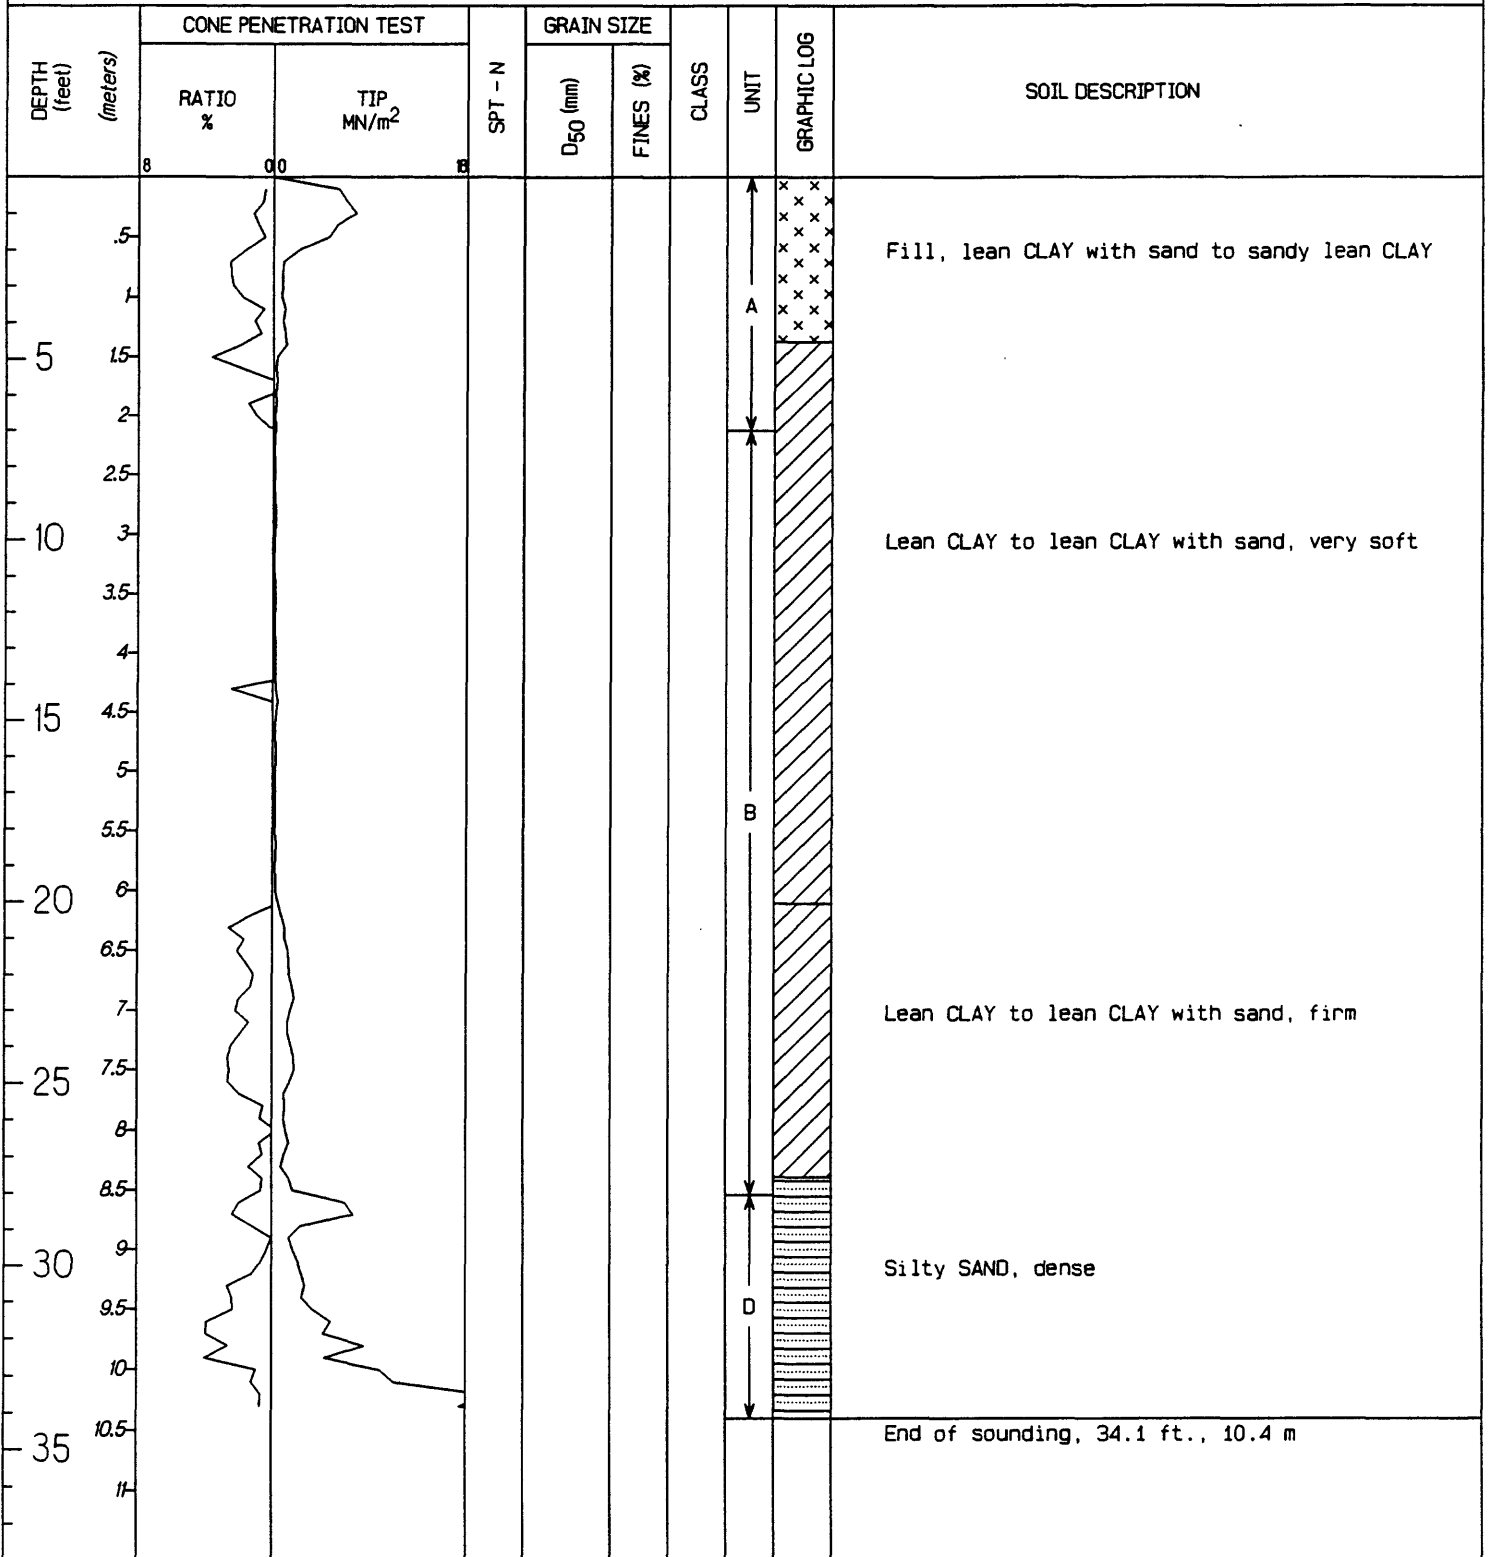 CONE PENETRATION TEST
GRAIN SIZE
DEPTH
(feet)
(meters)
RATIO
%
TIP
MN/m2
SPT - N
D50 (mm)
FINES (%)
CLASS
UNIT
GRAPHIC LOG
SOIL DESCRIPTION
8 0 0 18
.5
Fill, lean CLAY with sand to sandy lean CLAY
1
A
5 1.5
2
2.5
10 3
Lean CLAY to lean CLAY with sand, very soft
3.5
4
15 4.5
5
B
5.5
6
20
6.5
7
Lean CLAY to lean CLAY with sand, firm
7.5
25
8
8.5
9
30
Silty SAND, dense
9.5
D
10
10.5
End of sounding, 34.1 ft., 10.4 m
35
11